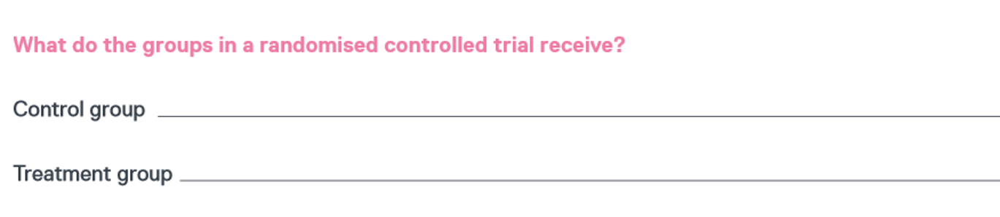 What do the groups in a randomised controlled trial receive?
Control group
Treatment group